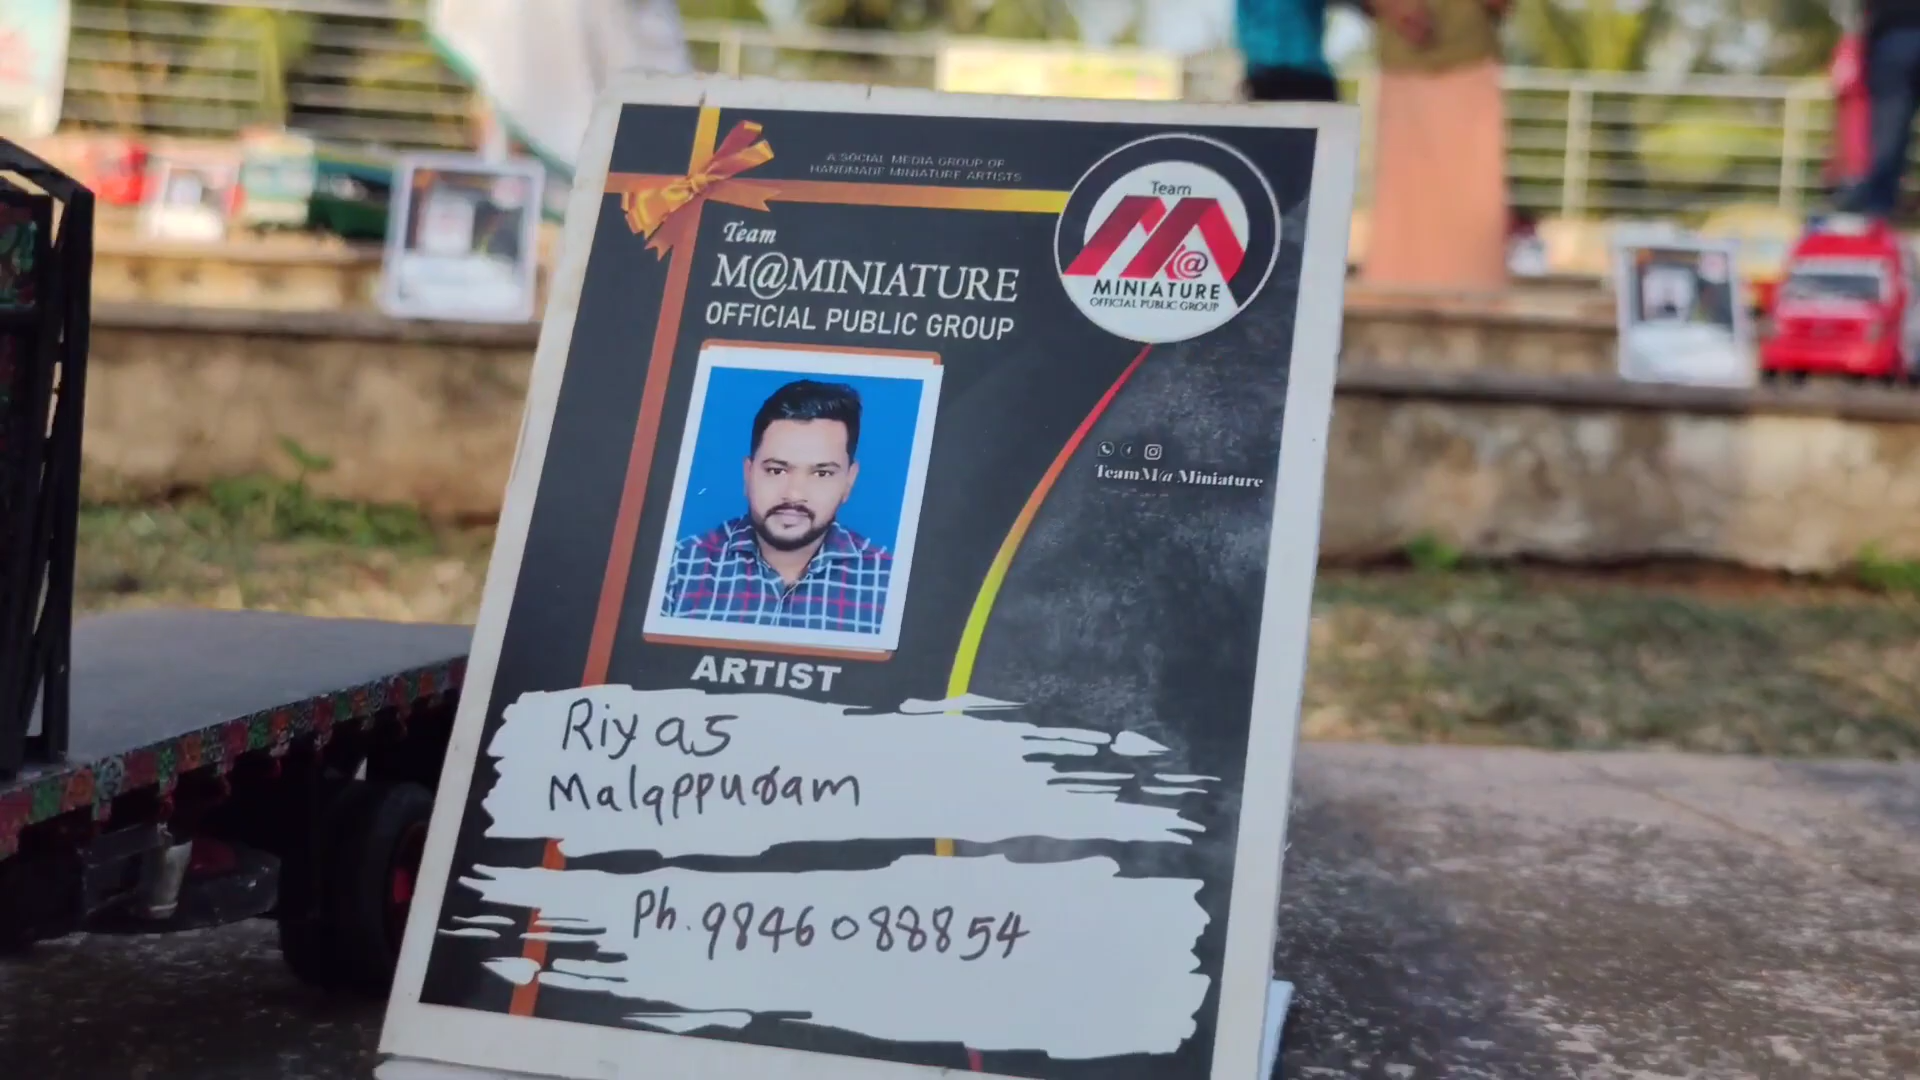 A SOCIAL MEDIA GROUP OF
HANDMADE MINIATURE ARTISTS
Team
M@MINIATURE
OFFICIAL PUBLIC GROUP
Team
M@
MINIATURE
OFFICIAL PUBLIC GROUP
TeamM@ Miniature
ARTIST
Riyas
Malappuram
Ph. 9846088854